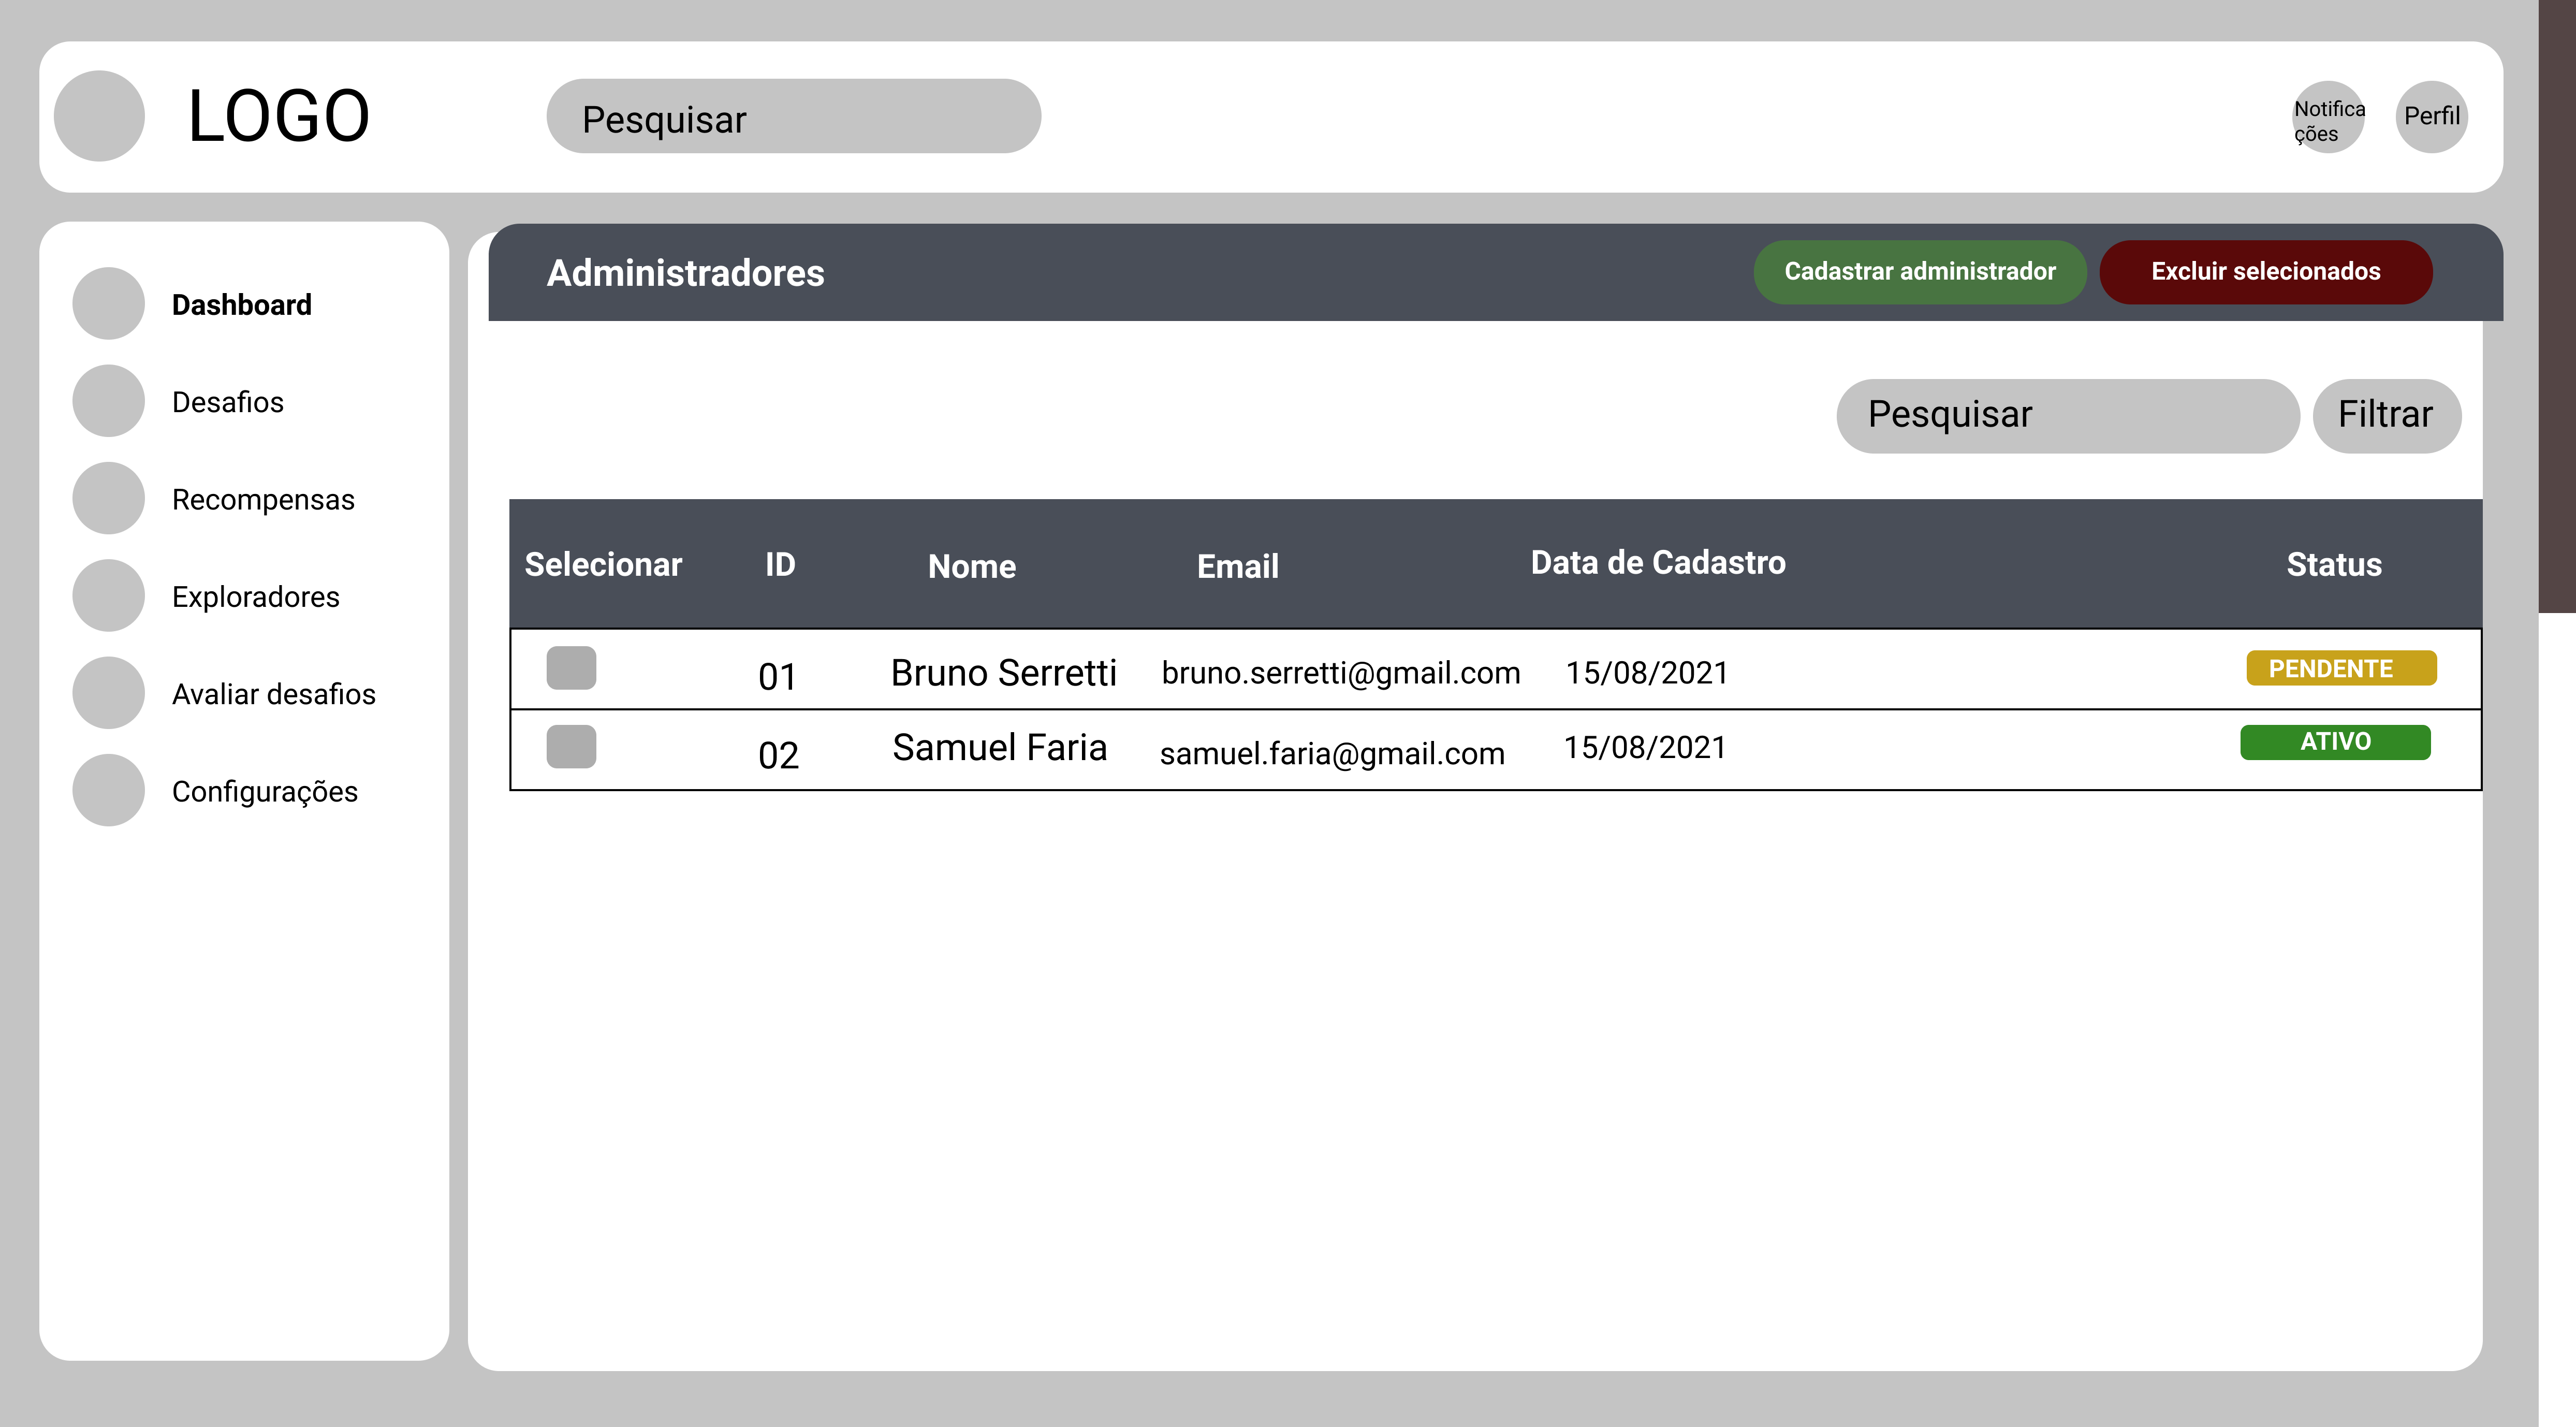 LOGO
Pesquisar
Notifica
ções
Perfil
Dashboard
Desafios
Recompensas
Exploradores
Avaliar desafios
Configurações
Administradores
Cadastrar administrador
Excluir selecionados
Pesquisar
Filtrar
Selecionar ID Nome Email Data de Cadastro Status
01 Bruno Serretti bruno.serretti@gmail.com 15/08/2021 PENDENTE
02 Samuel Faria samuel.faria@gmail.com 15/08/2021 ATIVO